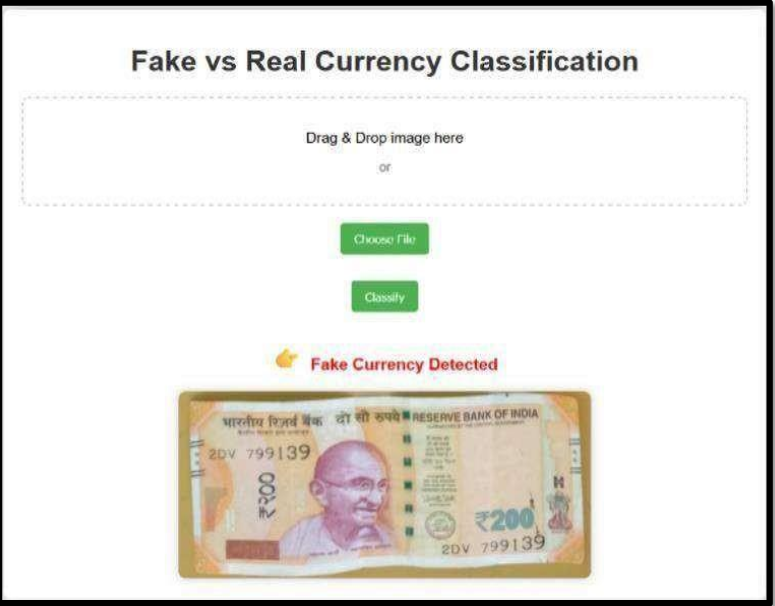 Fake vs Real Currency Classification
Drag & Drop image here
or
Choose File
Classify
👉 Fake Currency Detected
भारतीय रिज़र्व बैंक दो सौ रुपये RESERVE BANK OF INDIA
2DV 799139
₹200
₹200
2DV 799139